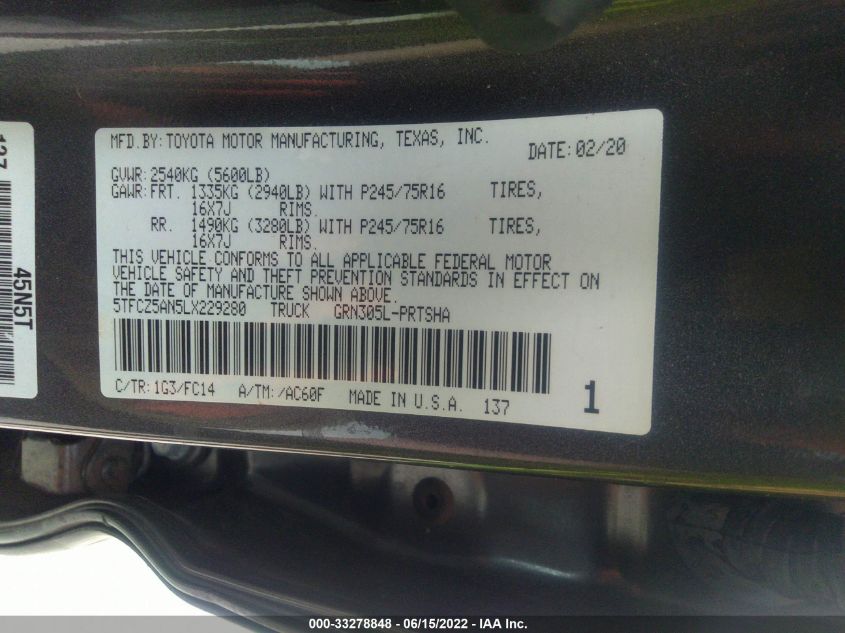 MFD.BY:TOYOTA MOTOR MANUFACTURING, TEXAS, INC.
DATE:02/20
GVWR:2540KG (5600LB)
GAWR:FRT. 1335KG (2940LB) WITH P245/75R16 TIRES,
16X7J RIMS.
RR. 1490KG (3280LB) WITH P245/75R16 TIRES,
16X7J RIMS.
THIS VEHICLE CONFORMS TO ALL APPLICABLE FEDERAL MOTOR
VEHICLE SAFETY AND THEFT PREVENTION STANDARDS IN EFFECT ON
THE DATE OF MANUFACTURE SHOWN ABOVE.
5TFCZ5AN5LX229280 TRUCK GRN305L-PRTSHA
C/TR:1G3/FC14 A/TM:/AC60F MADE IN U.S.A. 137 1
45N5T
000-33278848 - 06/15/2022 - IAA Inc.